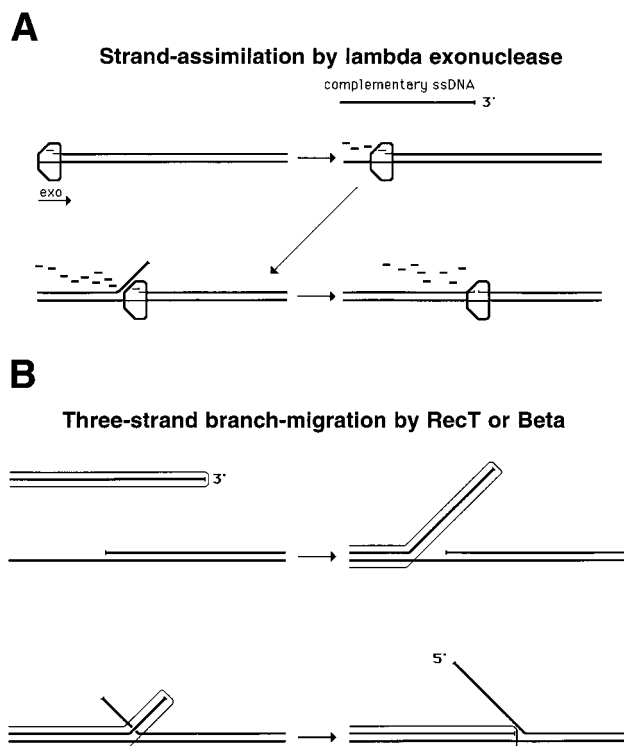 A
Strand-assimilation by lambda exonuclease
complementary ssDNA
3'
exo
B
Three-strand branch-migration by RecT or Beta
3'
5'